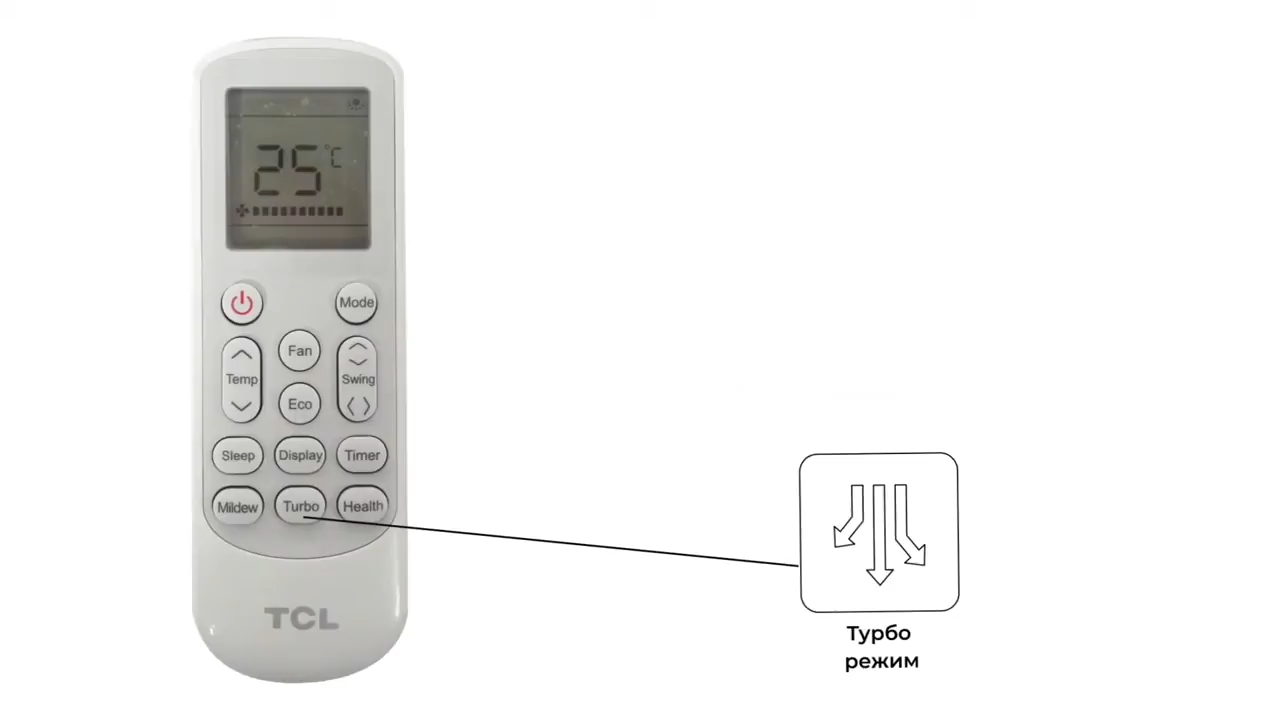 25°C
Mode
Fan
Temp
Swing
Eco
Sleep
Display
Timer
Mildew
Turbo
Health
TCL
Турбо
режим